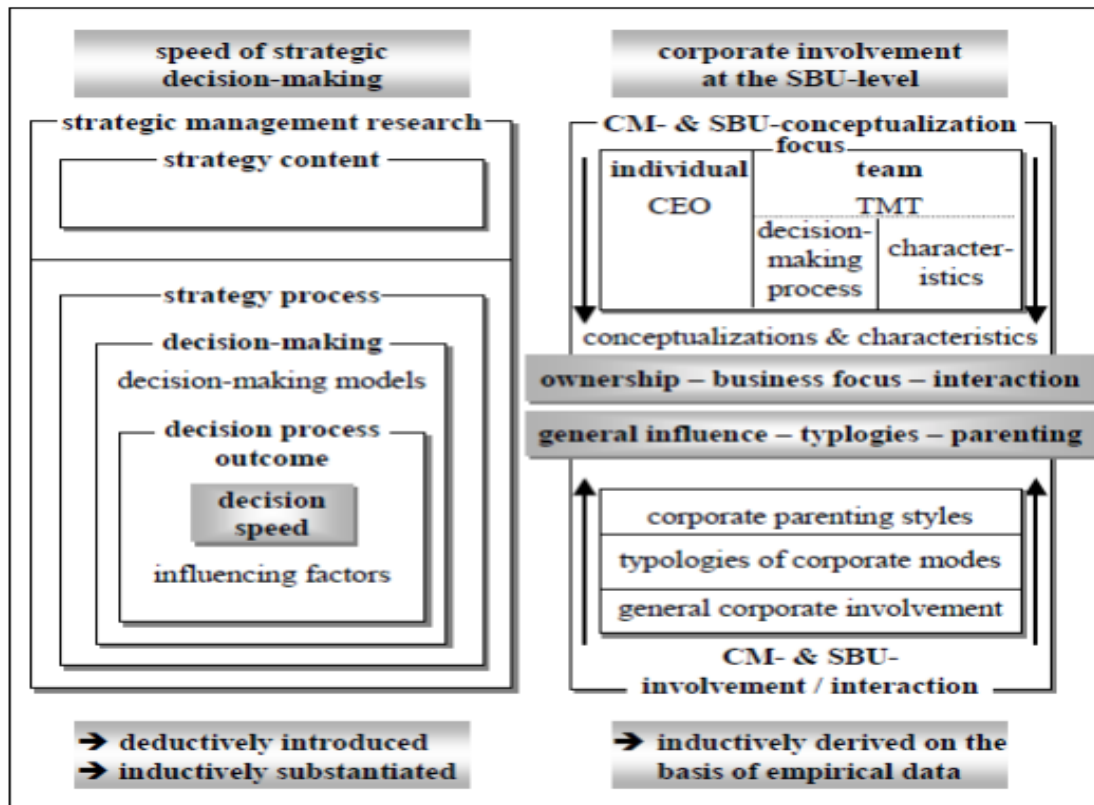 speed of strategic
decision-making
strategic management research
strategy content
strategy process
decision-making
decision-making models
decision process
outcome
decision
speed
influencing factors
➔ deductively introduced
➔ inductively substantiated
corporate involvement
at the SBU-level
CM- & SBU-conceptualization
focus
individual
team
CEO
TMT
decision-
making
process
character-
istics
conceptualizations & characteristics
ownership – business focus – interaction
general influence – typlogies – parenting
corporate parenting styles
typologies of corporate modes
general corporate involvement
CM- & SBU-
involvement / interaction
➔ inductively derived on the
basis of empirical data